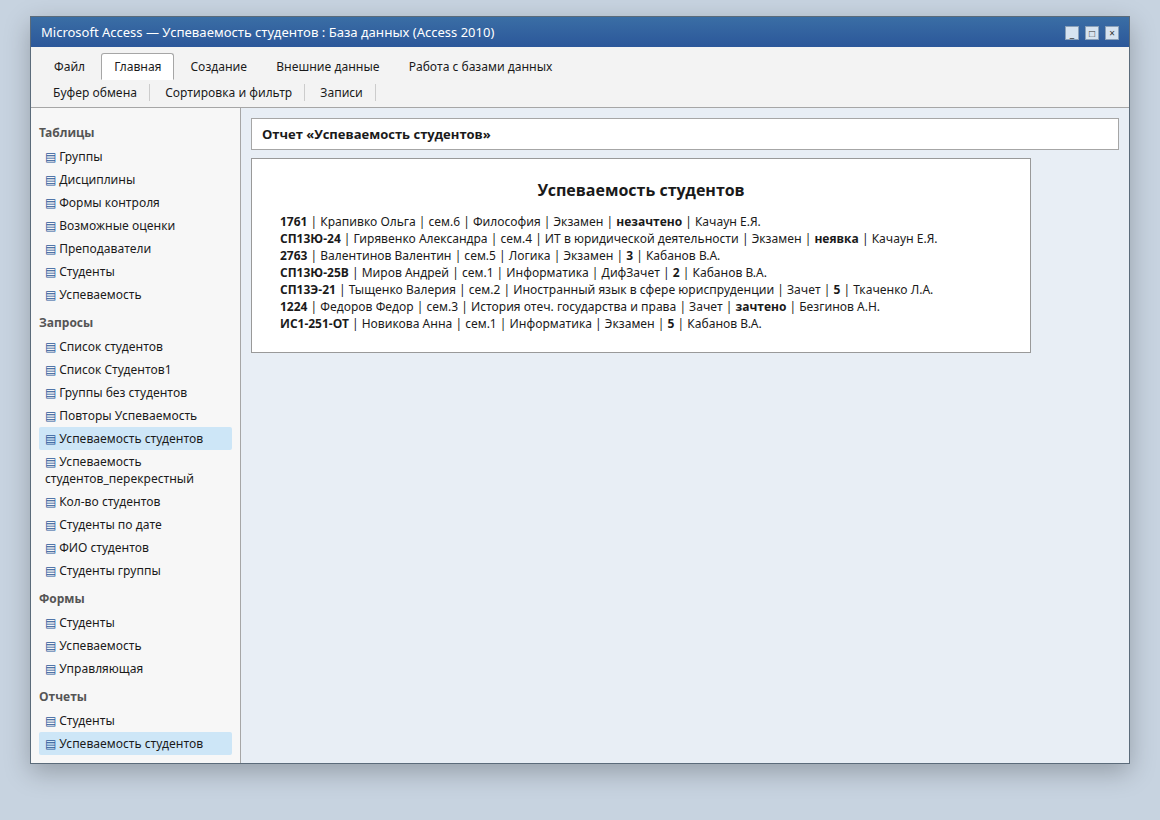 Microsoft Access — Успеваемость студентов : База данных (Access 2010)
Файл Главная Создание Внешние данные Работа с базами данных
Буфер обмена Сортировка и фильтр Записи
Таблицы
Группы
Дисциплины
Формы контроля
Возможные оценки
Преподаватели
Студенты
Успеваемость
Запросы
Список студентов
Список Студентов1
Группы без студентов
Повторы Успеваемость
Успеваемость студентов
Успеваемость
студентов_перекрестный
Кол-во студентов
Студенты по дате
ФИО студентов
Студенты группы
Формы
Студенты
Успеваемость
Управляющая
Отчеты
Студенты
Успеваемость студентов
Отчет «Успеваемость студентов»
Успеваемость студентов
1761 | Крапивко Ольга | сем.6 | Философия | Экзамен | незачтено | Качаун Е.Я.
СП13Ю-24 | Гирявенко Александра | сем.4 | ИТ в юридической деятельности | Экзамен | неявка | Качаун Е.Я.
2763 | Валентинов Валентин | сем.5 | Логика | Экзамен | 3 | Кабанов В.А.
СП13Ю-25В | Миров Андрей | сем.1 | Информатика | ДифЗачет | 2 | Кабанов В.А.
СП13Э-21 | Тыщенко Валерия | сем.2 | Иностранный язык в сфере юриспруденции | Зачет | 5 | Ткаченко Л.А.
1224 | Федоров Федор | сем.3 | История отеч. государства и права | Зачет | зачтено | Безгинов А.Н.
ИС1-251-ОТ | Новикова Анна | сем.1 | Информатика | Экзамен | 5 | Кабанов В.А.